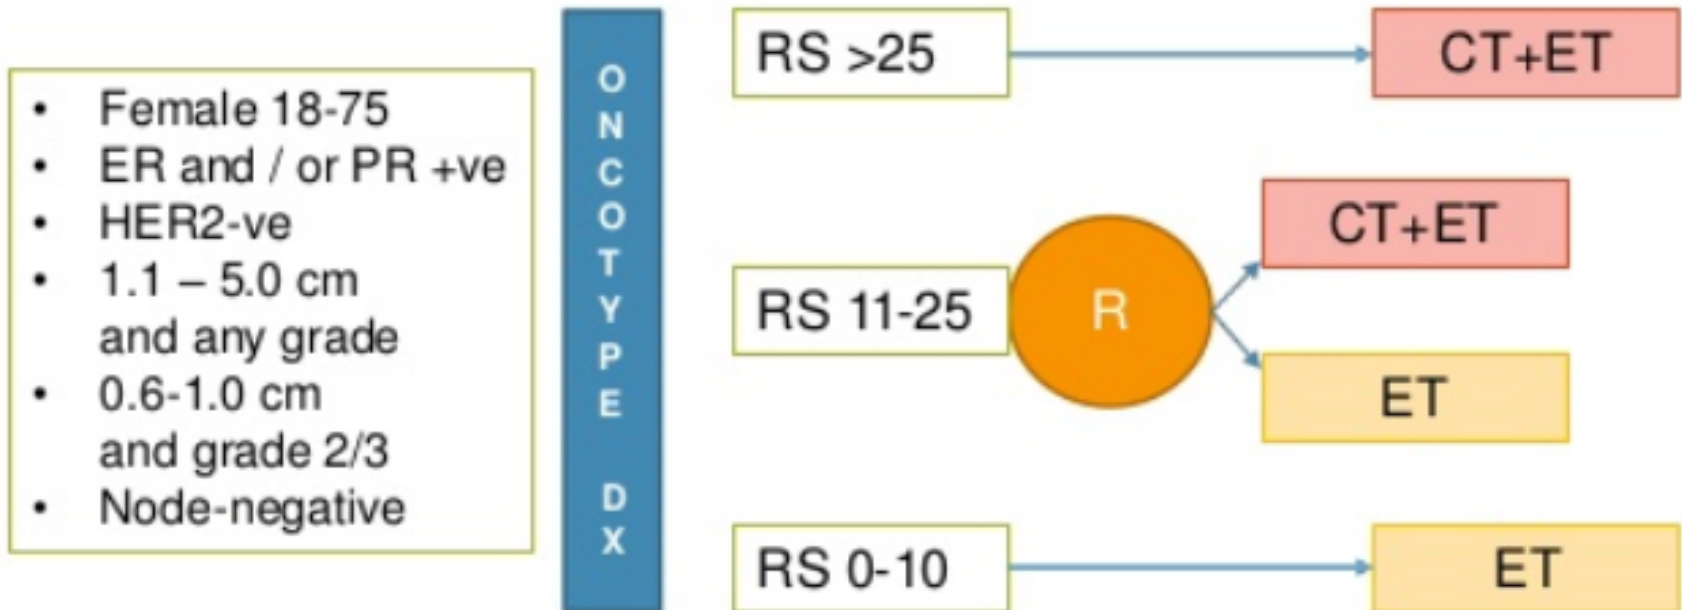 • Female 18-75
• ER and / or PR +ve
• HER2-ve
• 1.1 – 5.0 cm
and any grade
• 0.6-1.0 cm
and grade 2/3
• Node-negative
ONCOTYPE DX
RS >25
CT+ET
RS 11-25
R
CT+ET
ET
RS 0-10
ET